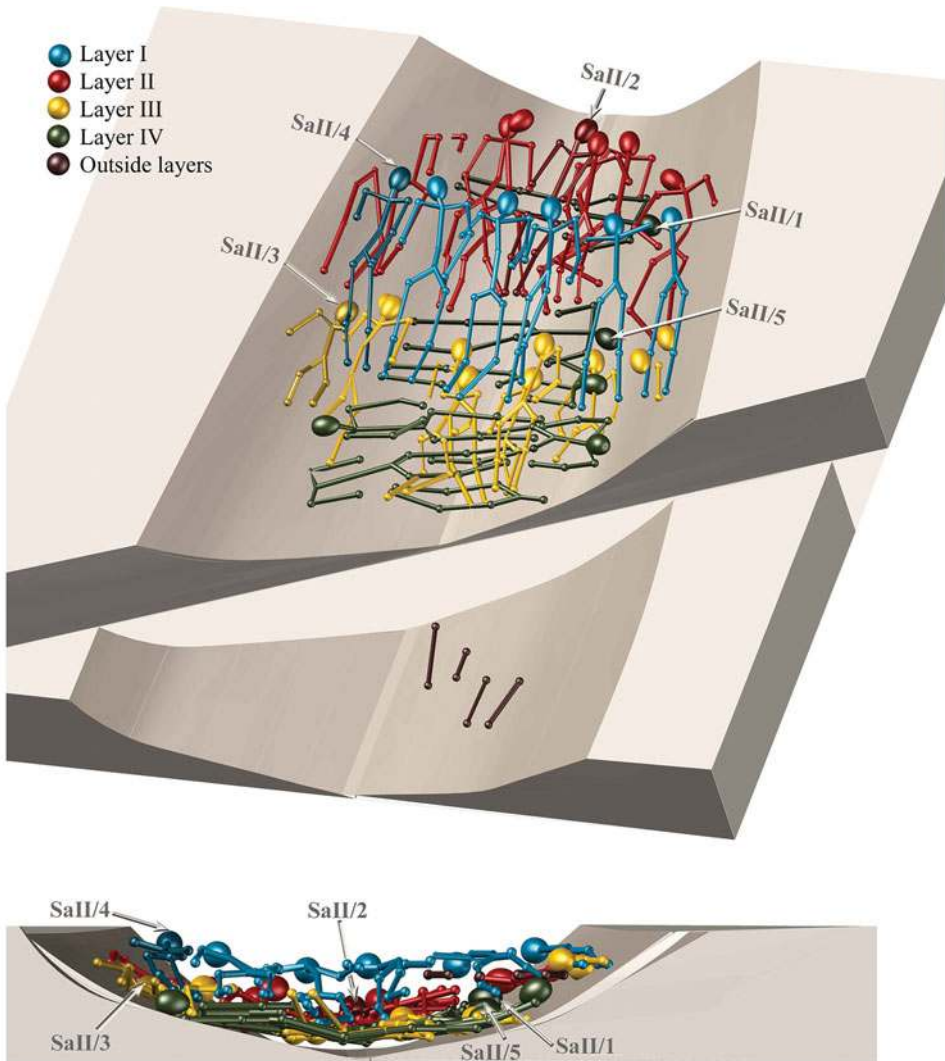 Layer I
Layer II
Layer III
Layer IV
Outside layers
SaII/2
SaII/4
SaII/1
SaII/3
SaII/5
SaII/4
SaII/2
SaII/3
SaII/5
SaII/1